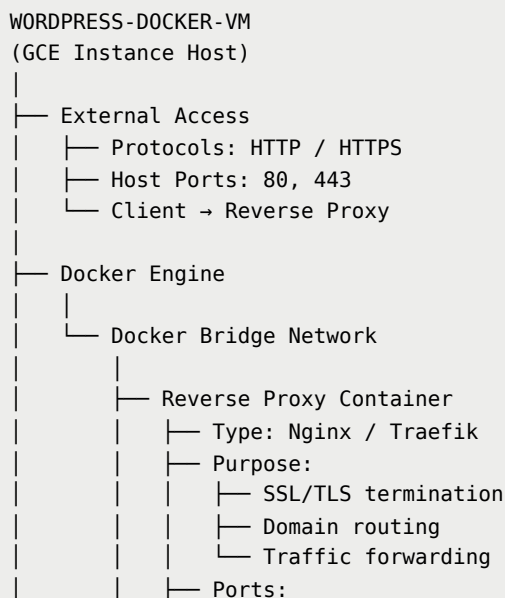 WORDPRESS-DOCKER-VM
(GCE Instance Host)
│
├── External Access
│   ├── Protocols: HTTP / HTTPS
│   ├── Host Ports: 80, 443
│   └── Client → Reverse Proxy
│
├── Docker Engine
│   │
│   └── Docker Bridge Network
│       │
│       ├── Reverse Proxy Container
│       │   ├── Type: Nginx / Traefik
│       │   ├── Purpose:
│       │   │   ├── SSL/TLS termination
│       │   │   ├── Domain routing
│       │   │   └── Traffic forwarding
│       │   ├── Ports: